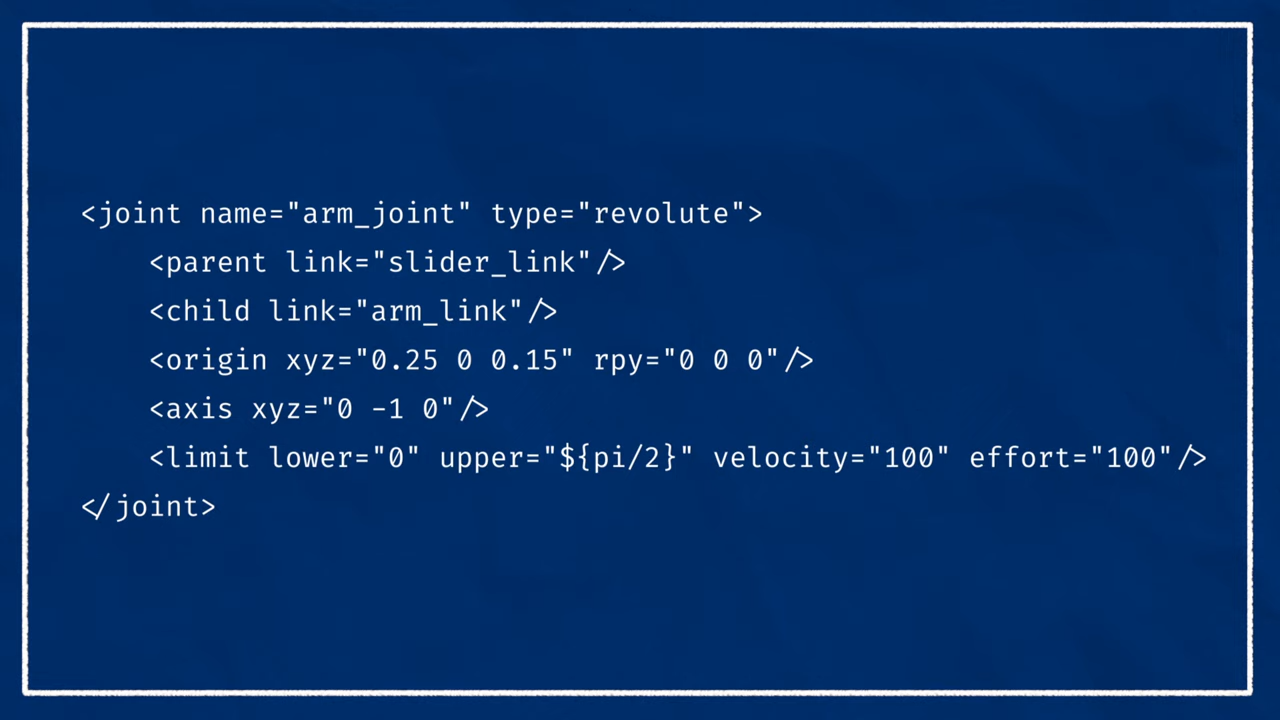 <joint name="arm_joint" type="revolute">
    <parent link="slider_link"/>
    <child link="arm_link"/>
    <origin xyz="0.25 0 0.15" rpy="0 0 0"/>
    <axis xyz="0 -1 0"/>
    <limit lower="0" upper="${pi/2}" velocity="100" effort="100"/>
</joint>